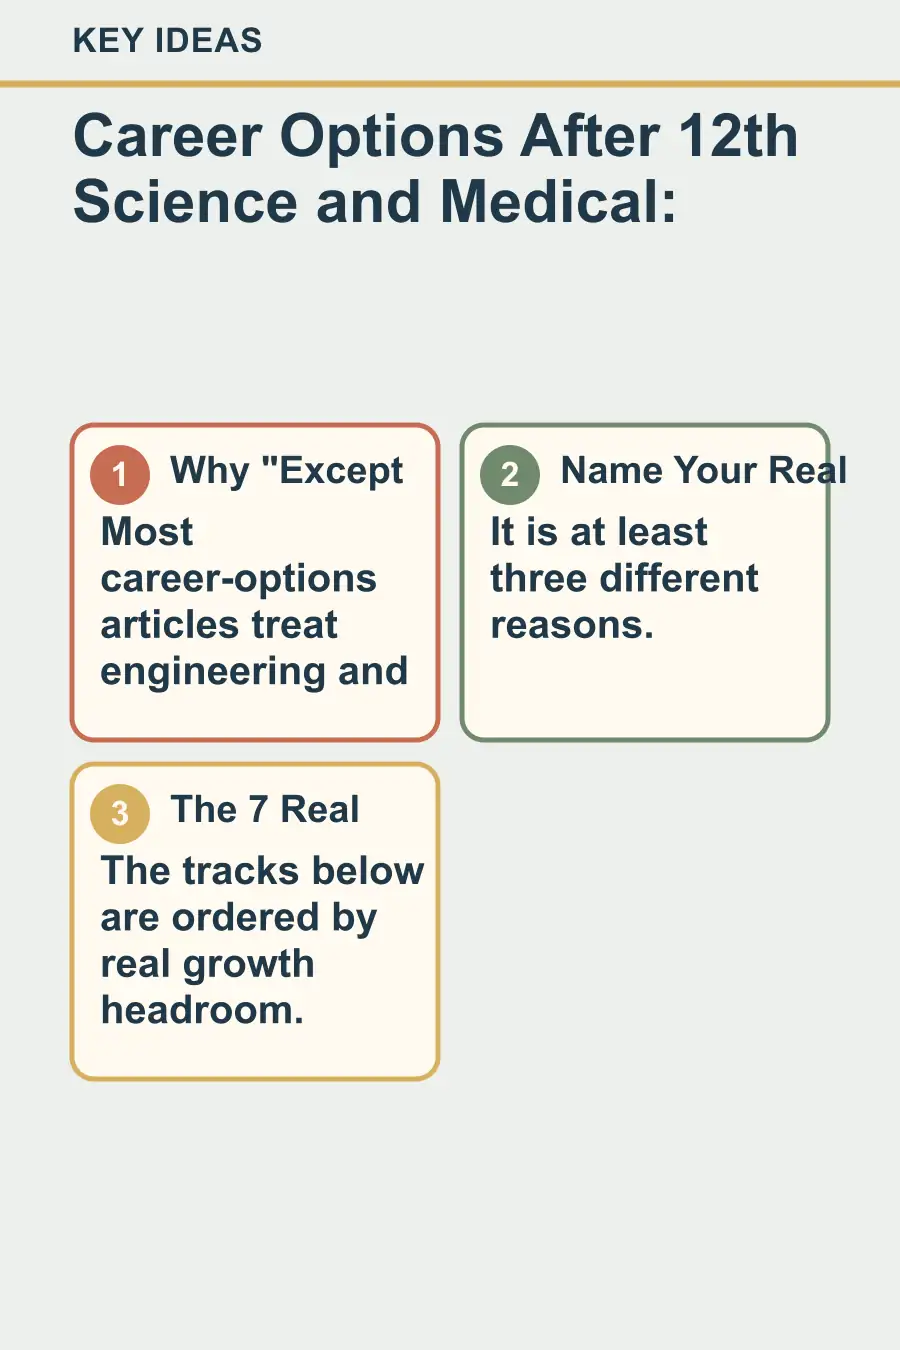 KEY IDEAS
Career Options After 12th
Science and Medical:
1
Why "Except
Most
career-options
articles treat
engineering and
2
Name Your Real
It is at least
three different
reasons.
3
The 7 Real
The tracks below
are ordered by
real growth
headroom.